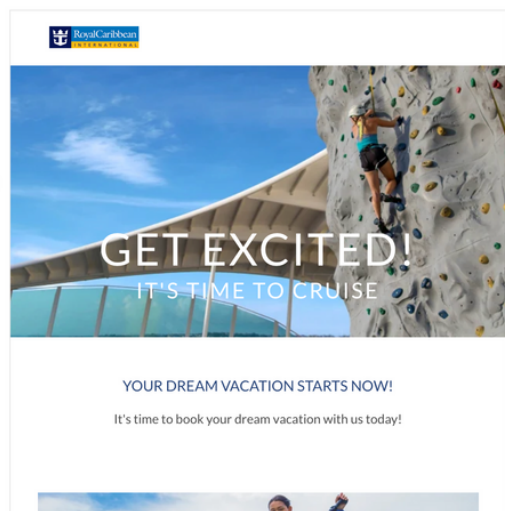 RoyalCaribbean
INTERNATIONAL
GET EXCITED!
IT'S TIME TO CRUISE
YOUR DREAM VACATION STARTS NOW!
It's time to book your dream vacation with us today!